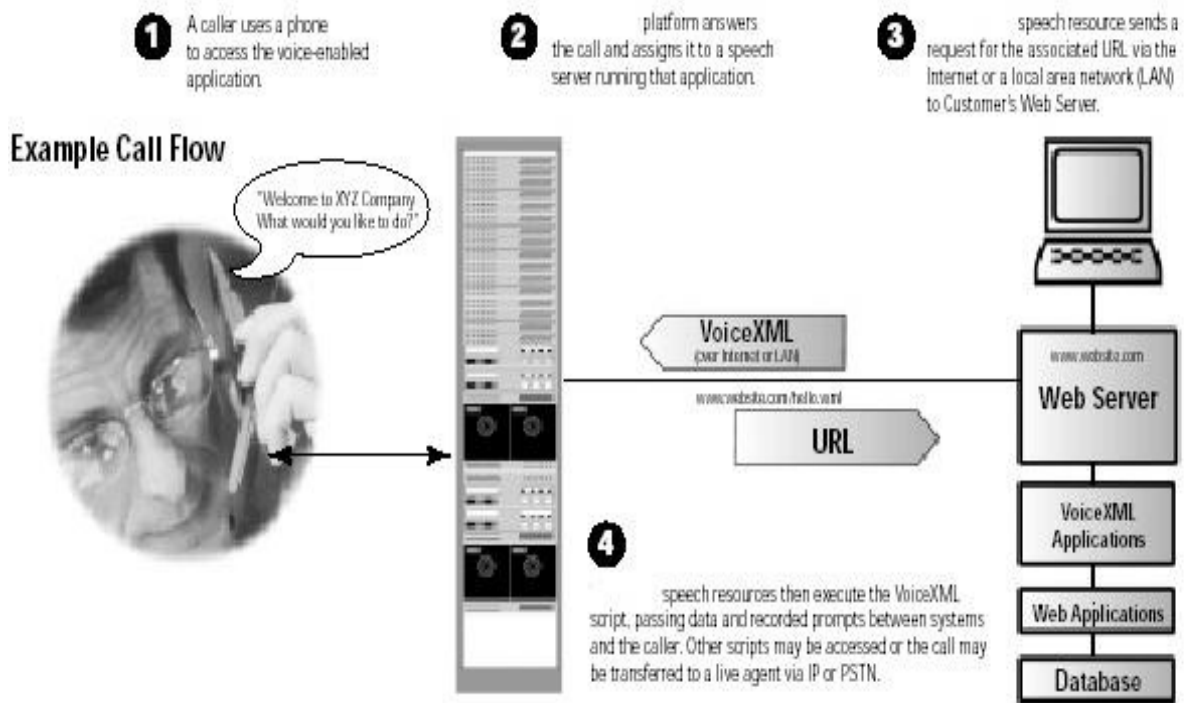 1
A caller uses a phone
to access the voice-enabled
application.
2
platform answers
the call and assigns it to a speech
server running that application.
3
speech resource sends a
request for the associated URL via the
Internet or a local area network (LAN)
to Customer's Web Server.
Example Call Flow
"Welcome to XYZ Company
What would you like to do?"
VoiceXML
(over Internet or LAN)
www.website.com/hello.vxml
URL
www.website.com
Web Server
VoiceXML
Applications
Web Applications
Database
4
speech resources then execute the VoiceXML
script, passing data and recorded prompts between systems
and the caller. Other scripts may be accessed or the call may
be transferred to a live agent via IP or PSTN.